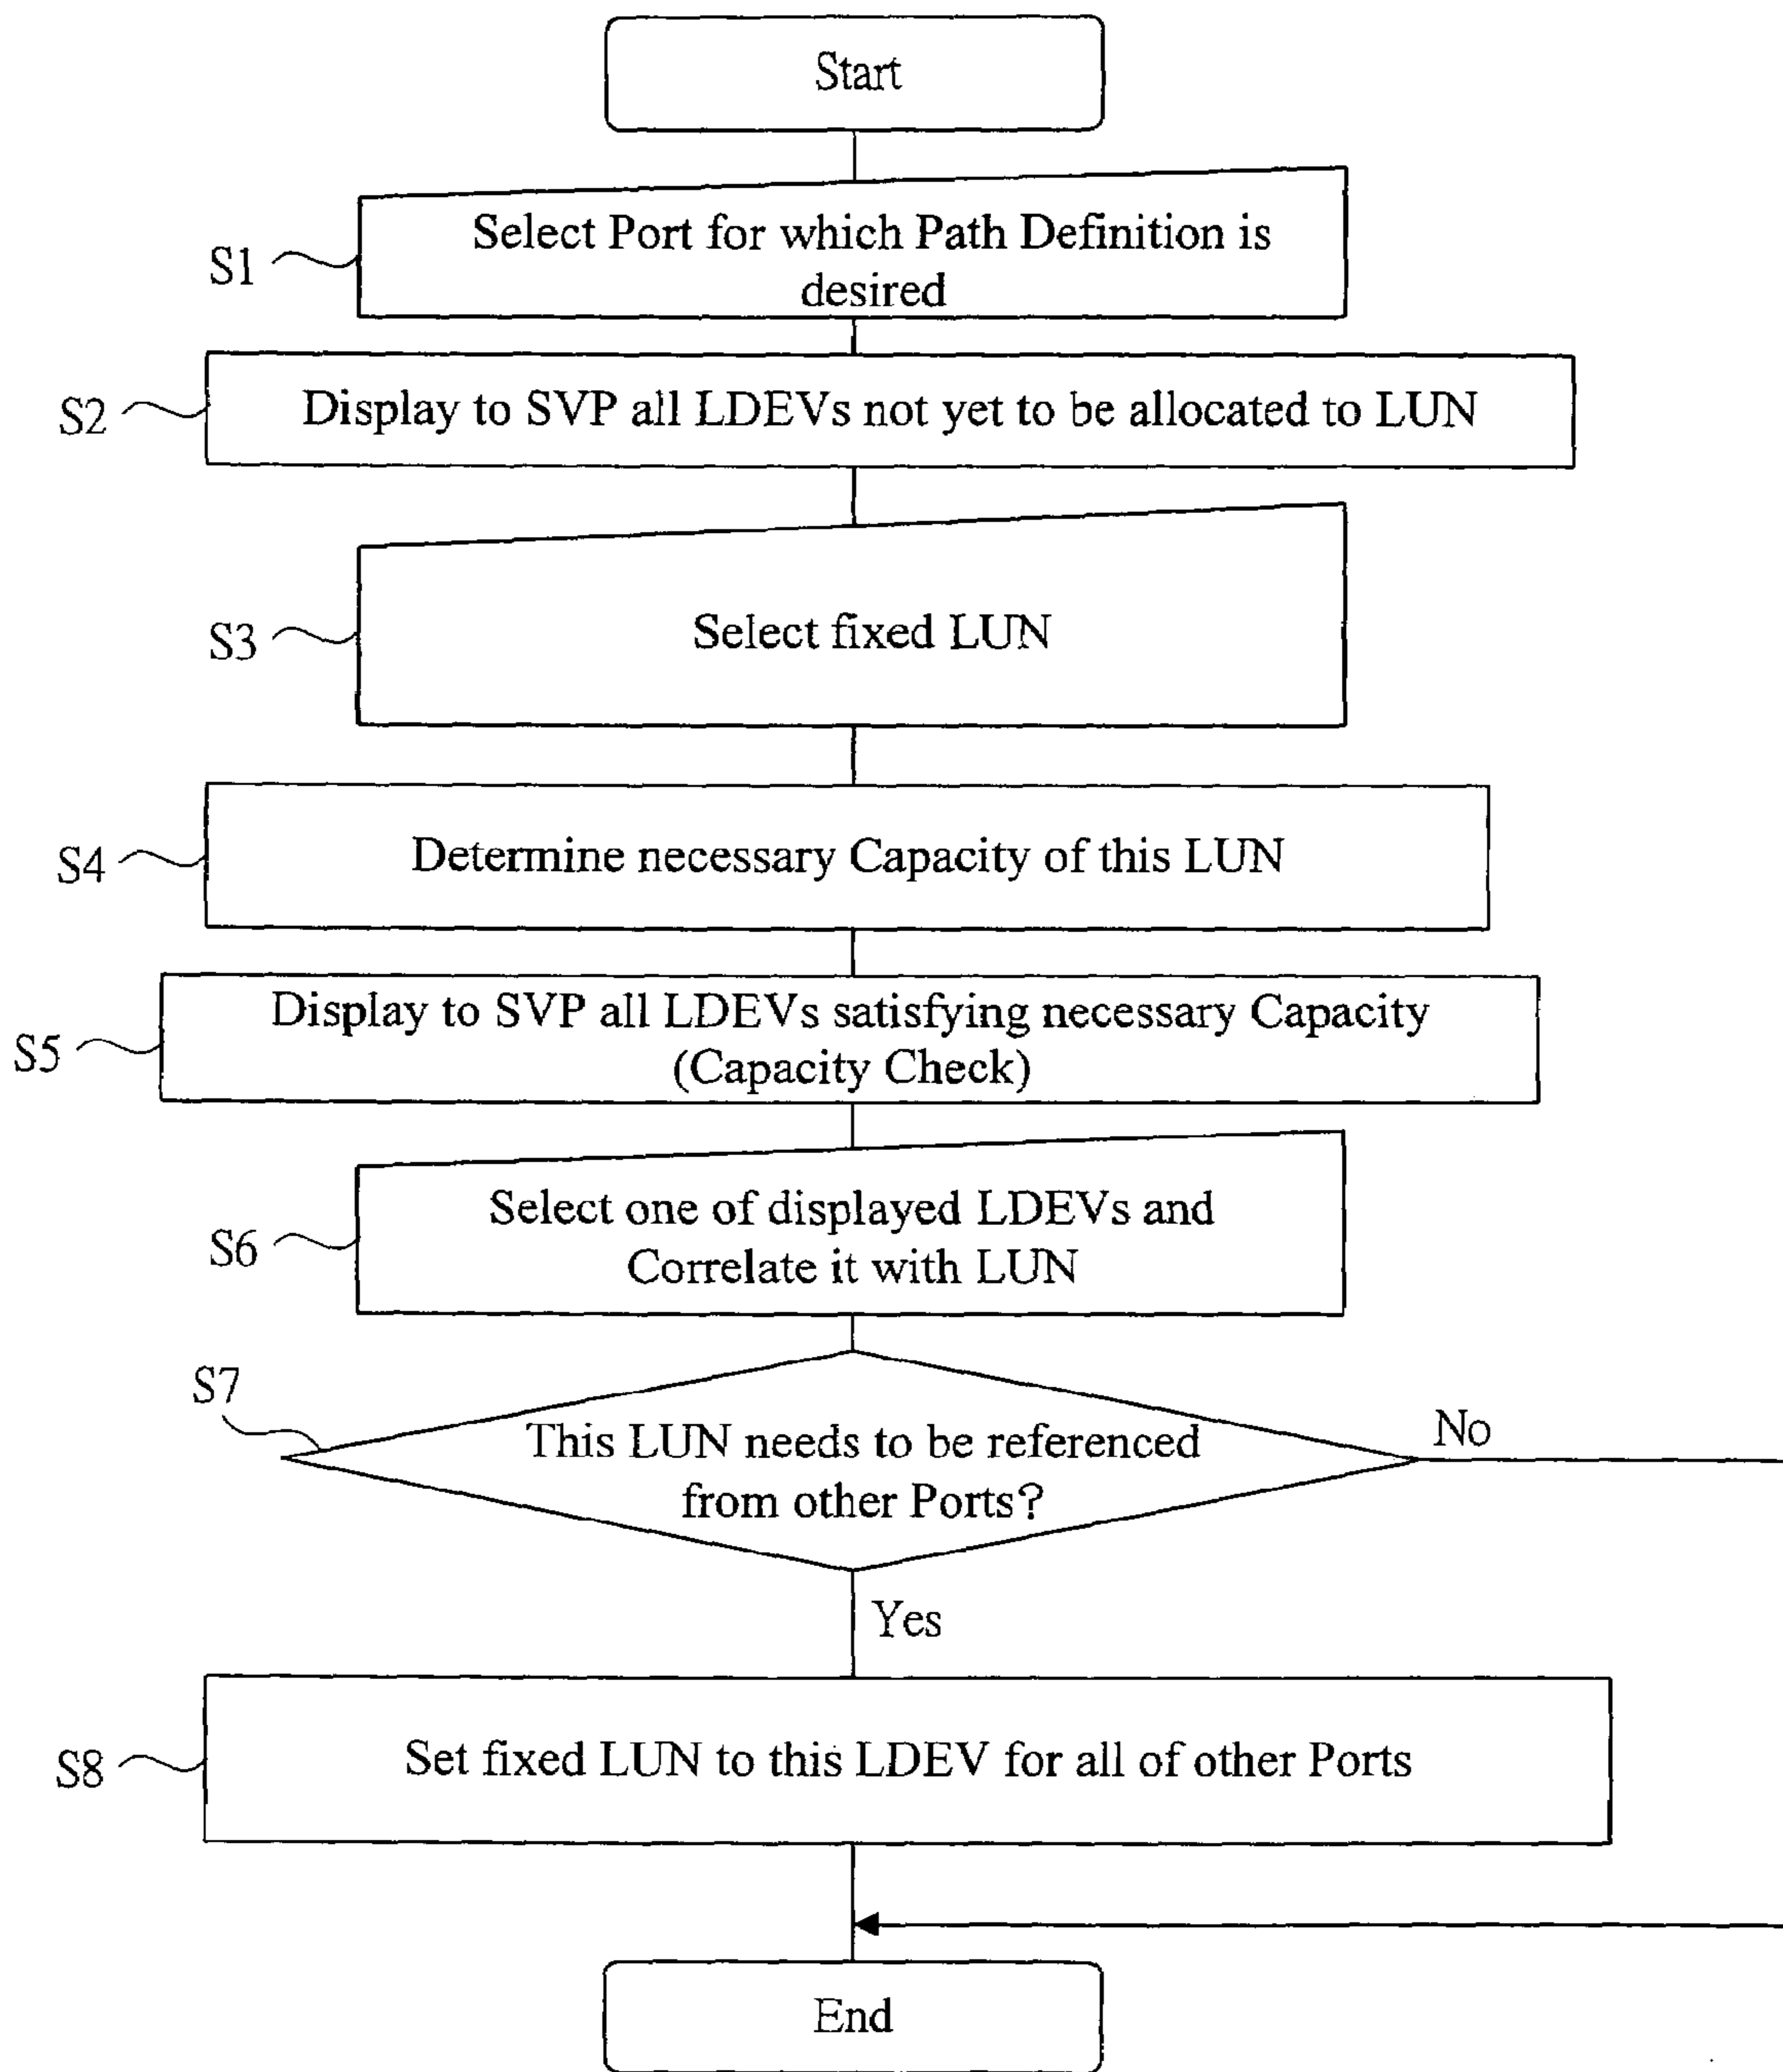 Start
S1
Select Port for which Path Definition is
desired
S2
Display to SVP all LDEVs not yet to be allocated to LUN
S3
Select fixed LUN
S4
Determine necessary Capacity of this LUN
S5
Display to SVP all LDEVs satisfying necessary Capacity
(Capacity Check)
S6
Select one of displayed LDEVs and
Correlate it with LUN
S7
This LUN needs to be referenced
from other Ports?
No
Yes
S8
Set fixed LUN to this LDEV for all of other Ports
End